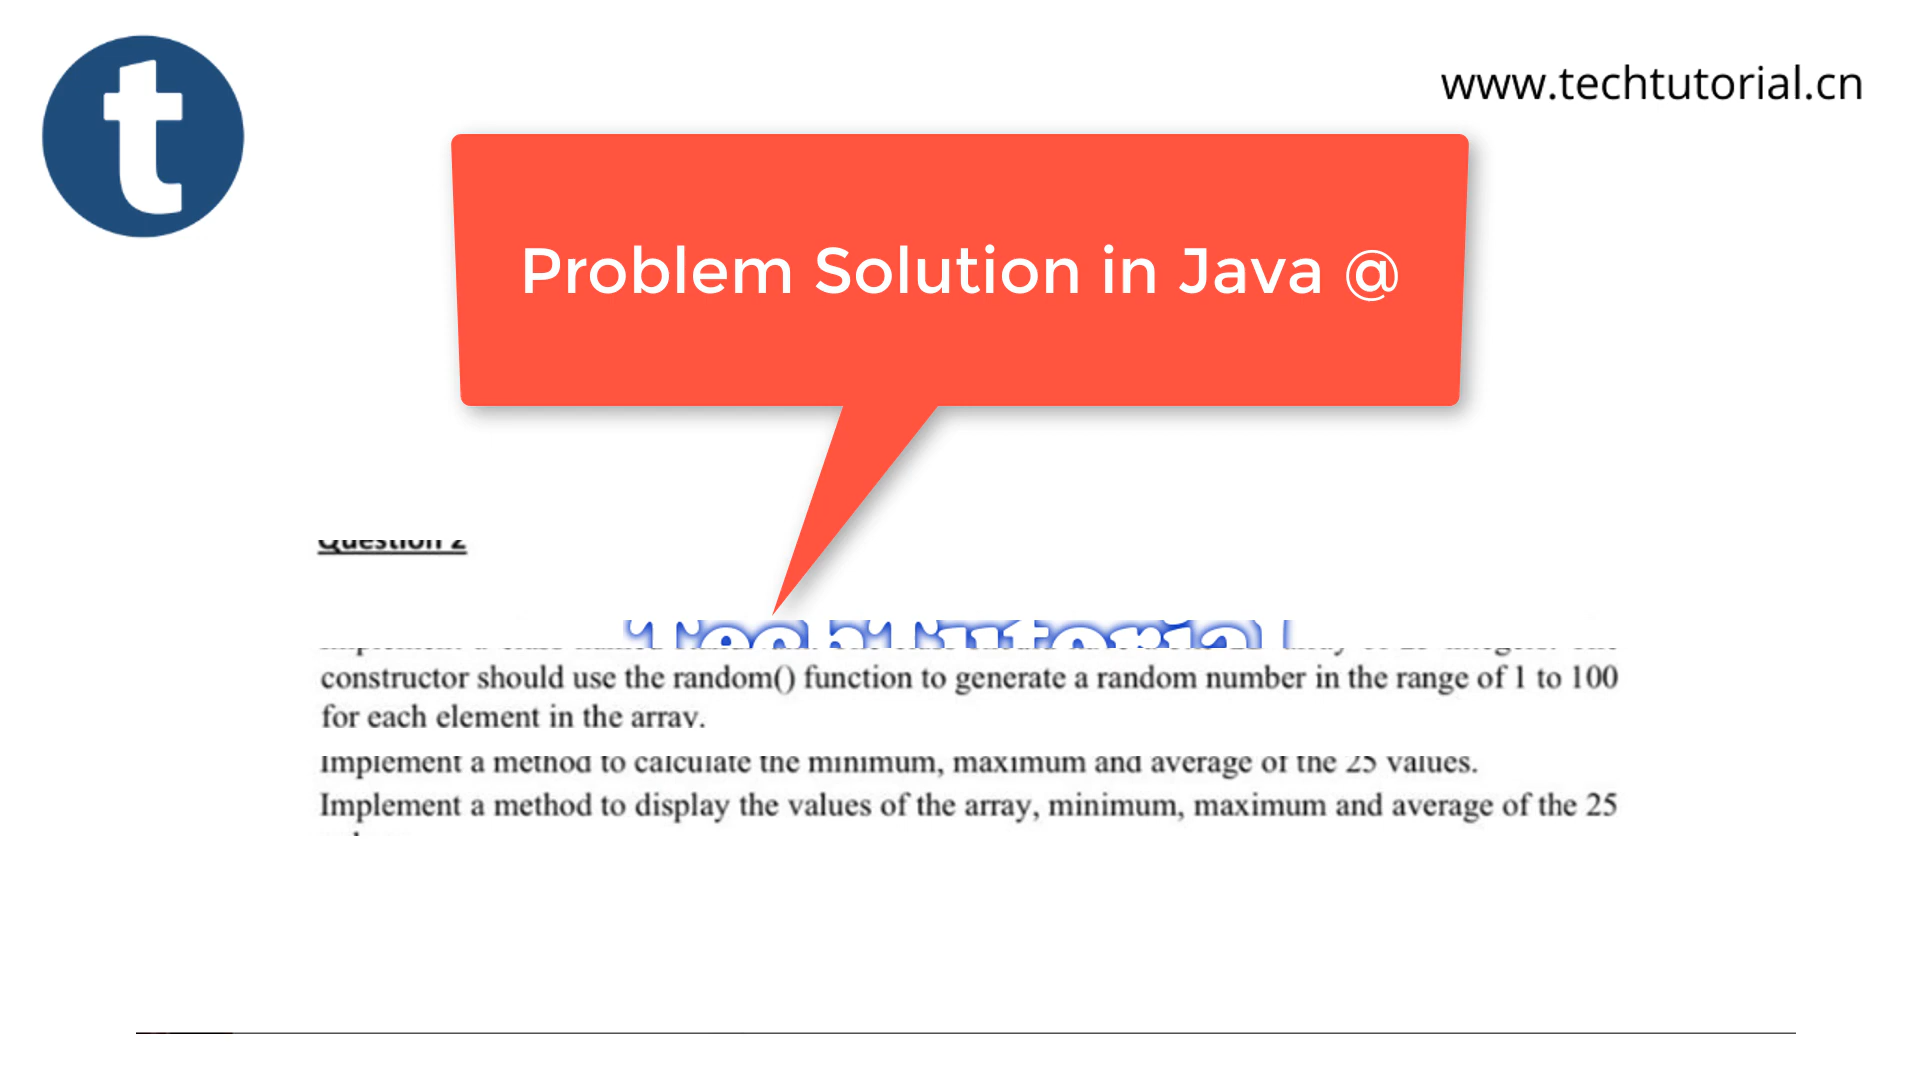 t
www.techtutorial.cn
Problem Solution in Java @
Question 2
TechTutorial
constructor should use the random() function to generate a random number in the range of 1 to 100
for each element in the array.
Implement a method to calculate the minimum, maximum and average of the 25 values.
Implement a method to display the values of the array, minimum, maximum and average of the 25